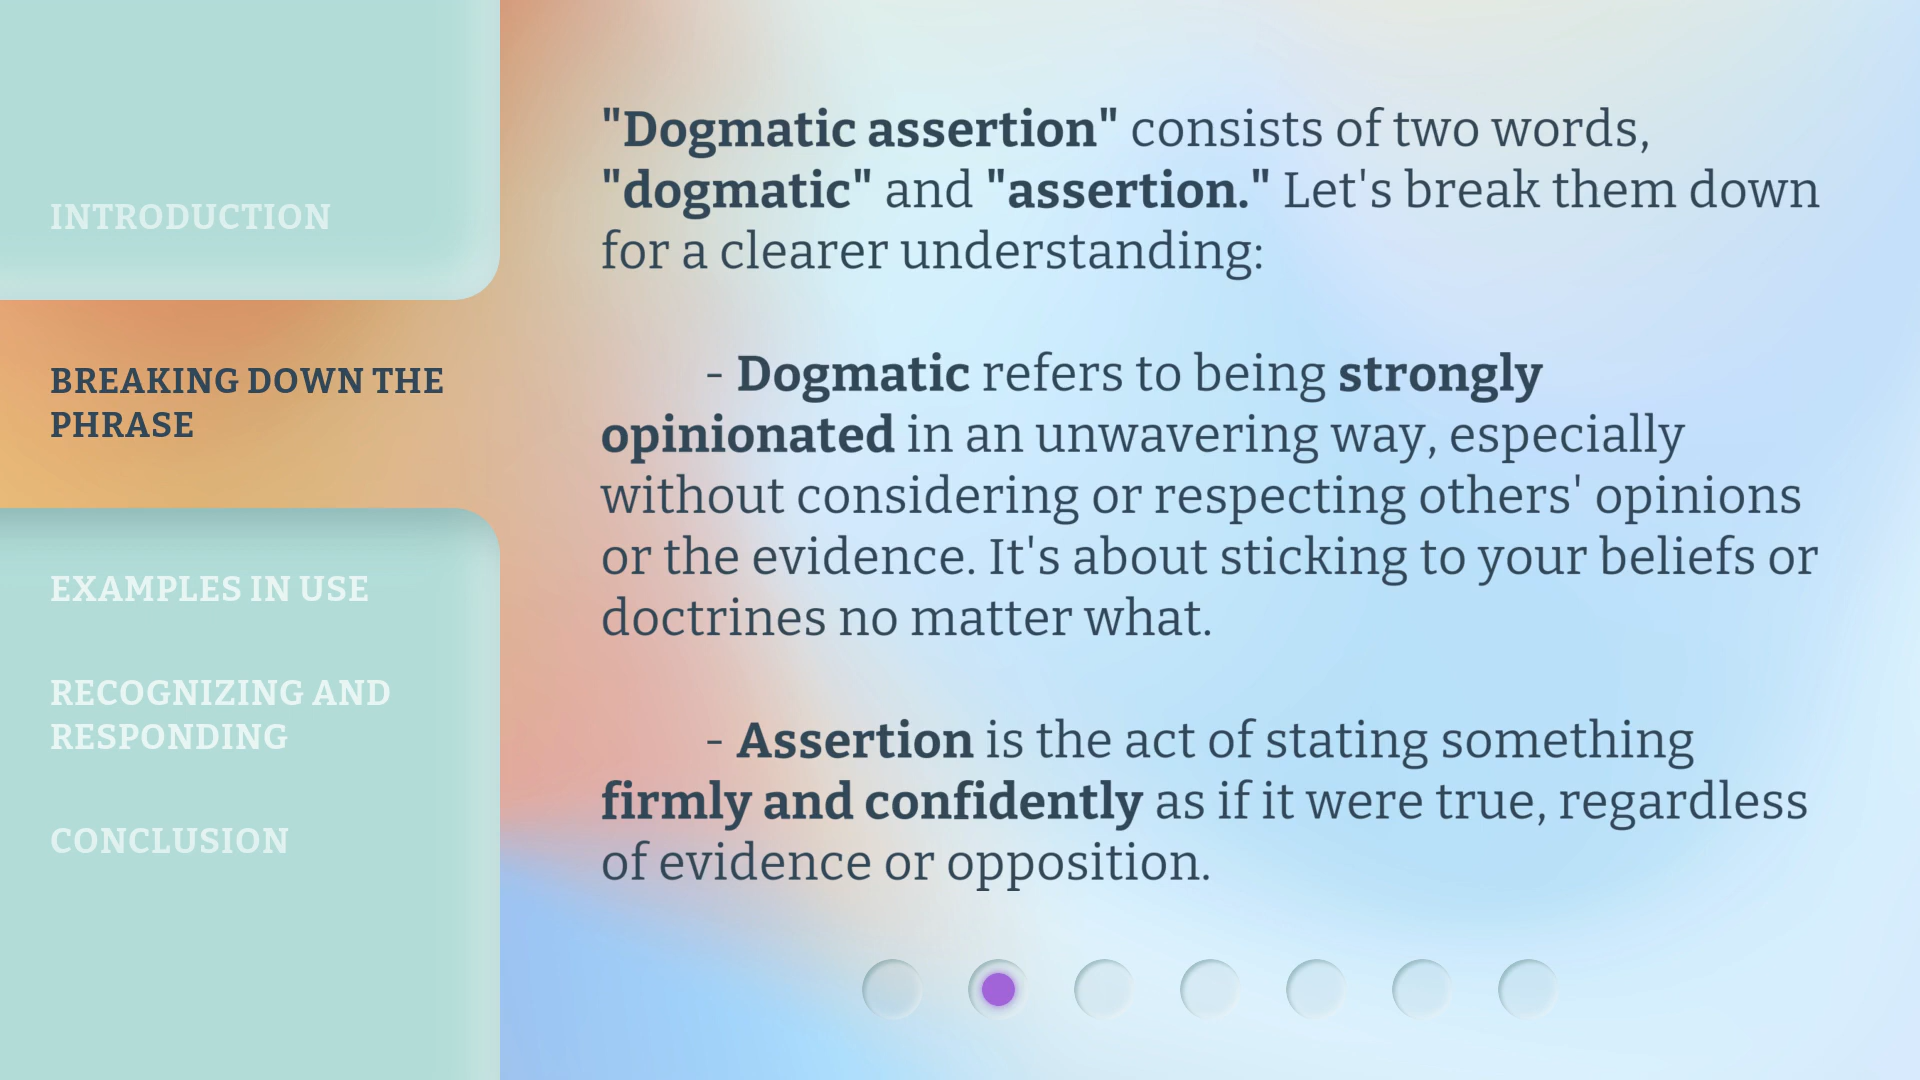 INTRODUCTION
BREAKING DOWN THE
PHRASE
EXAMPLES IN USE
RECOGNIZING AND
RESPONDING
CONCLUSION
"Dogmatic assertion" consists of two words,
"dogmatic" and "assertion." Let's break them down
for a clearer understanding:
- Dogmatic refers to being strongly
opinionated in an unwavering way, especially
without considering or respecting others' opinions
or the evidence. It's about sticking to your beliefs or
doctrines no matter what.
- Assertion is the act of stating something
firmly and confidently as if it were true, regardless
of evidence or opposition.